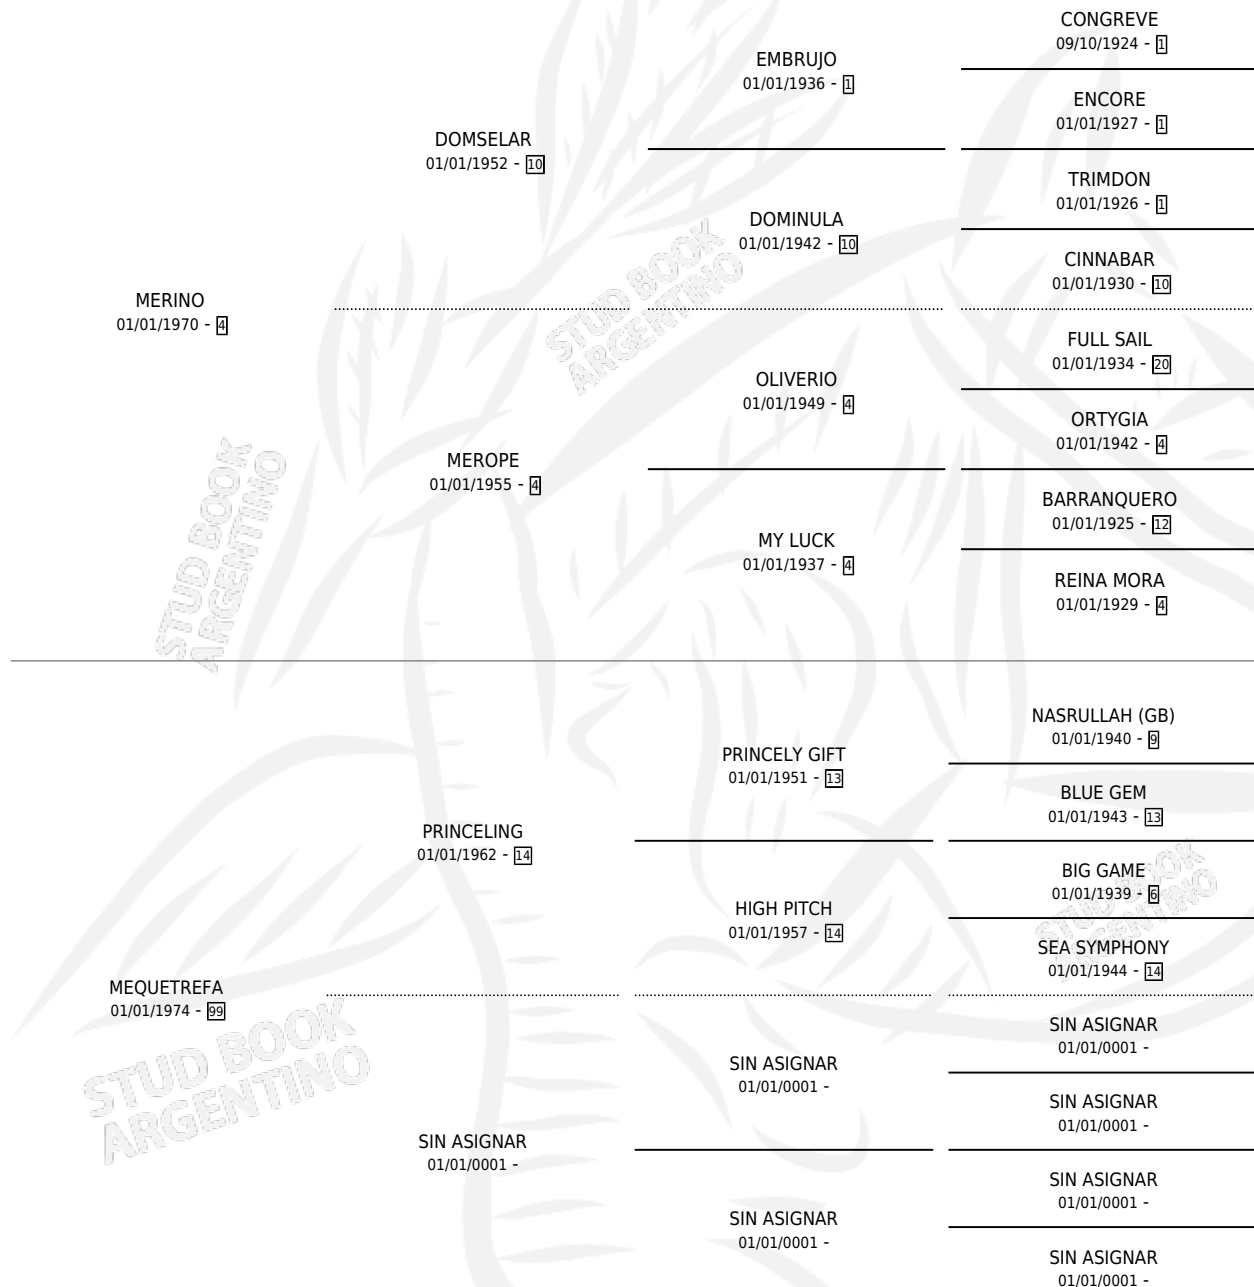 CONGREVE
09/10/1924 - 1
EMBRUJO
01/01/1936 - 1
ENCORE
01/01/1927 - 1
DOMSELAR
01/01/1952 - 10
TRIMDON
01/01/1926 - 1
DOMINULA
01/01/1942 - 10
CINNABAR
01/01/1930 - 10
MERINO
01/01/1970 - 4
FULL SAIL
01/01/1934 - 20
OLIVERIO
01/01/1949 - 4
ORTYGIA
01/01/1942 - 4
MEROPE
01/01/1955 - 4
BARRANQUERO
01/01/1925 - 12
MY LUCK
01/01/1937 - 4
REINA MORA
01/01/1929 - 4
NASRULLAH (GB)
01/01/1940 - 9
PRINCELY GIFT
01/01/1951 - 13
BLUE GEM
01/01/1943 - 13
PRINCELING
01/01/1962 - 14
BIG GAME
01/01/1939 - 6
HIGH PITCH
01/01/1957 - 14
SEA SYMPHONY
01/01/1944 - 14
MEQUETREFA
01/01/1974 - 99
SIN ASIGNAR
01/01/0001 -
SIN ASIGNAR
01/01/0001 -
SIN ASIGNAR
01/01/0001 -
SIN ASIGNAR
01/01/0001 -
SIN ASIGNAR
01/01/0001 -
SIN ASIGNAR
01/01/0001 -
SIN ASIGNAR
01/01/0001 -
STUD BOOK
ARGENTINO
STUD BOOK
ARGENTINO
STUD BOOK
ARGENTINO
STUD BOOK
ARGENTINO